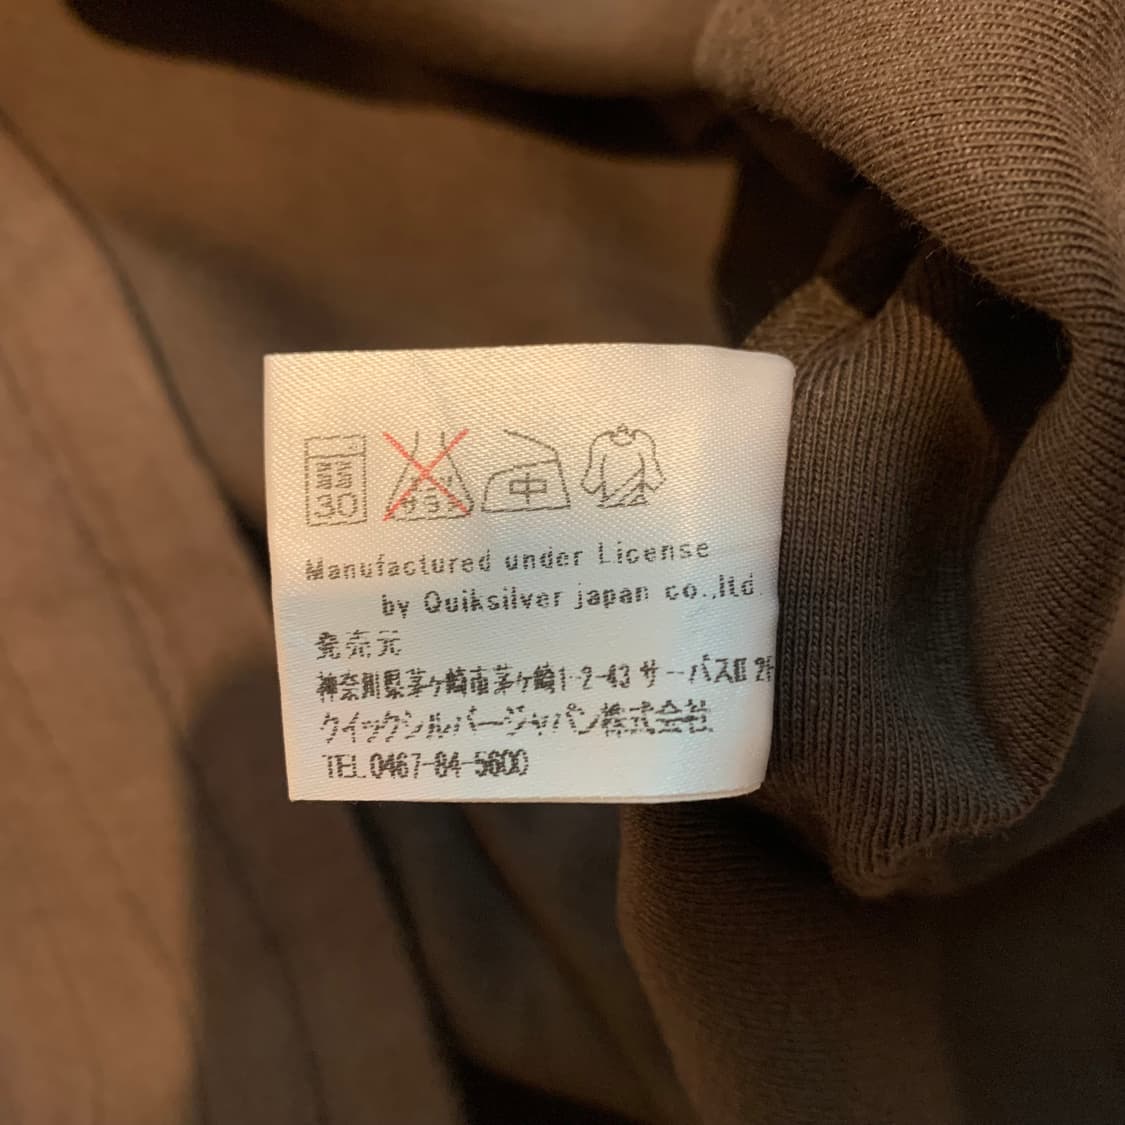 30
中
Manufactured under License
by Quiksilver japan co.,ltd.
発売元
神奈川県茅ヶ崎市茅ヶ崎1-2-43 サーパスⅡ 2F
クイックシルバージャパン株式会社
TEL.0467-84-5600